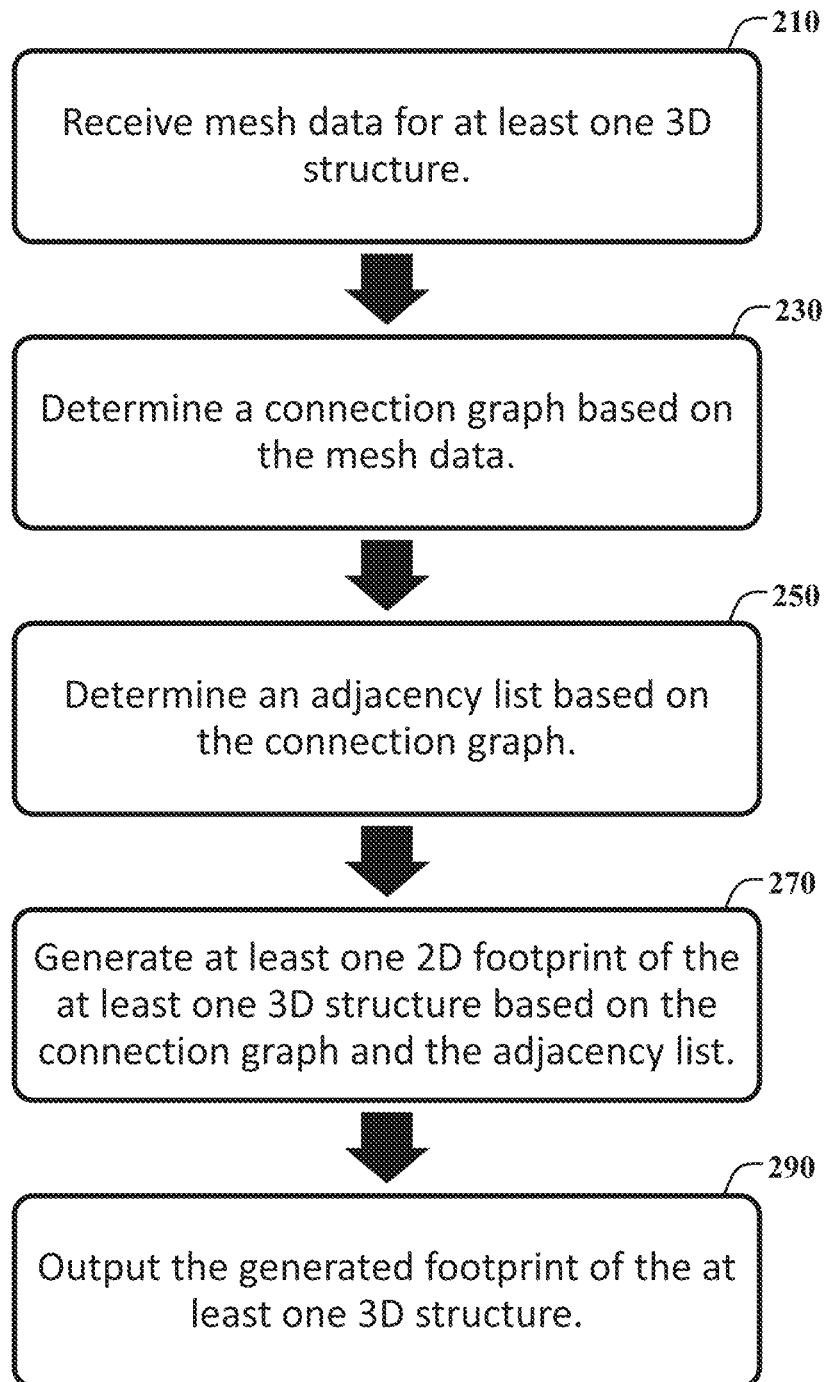 210
Receive mesh data for at least one 3D
structure.
230
Determine a connection graph based on
the mesh data.
250
Determine an adjacency list based on
the connection graph.
270
Generate at least one 2D footprint of the
at least one 3D structure based on the
connection graph and the adjacency list.
290
Output the generated footprint of the at
least one 3D structure.